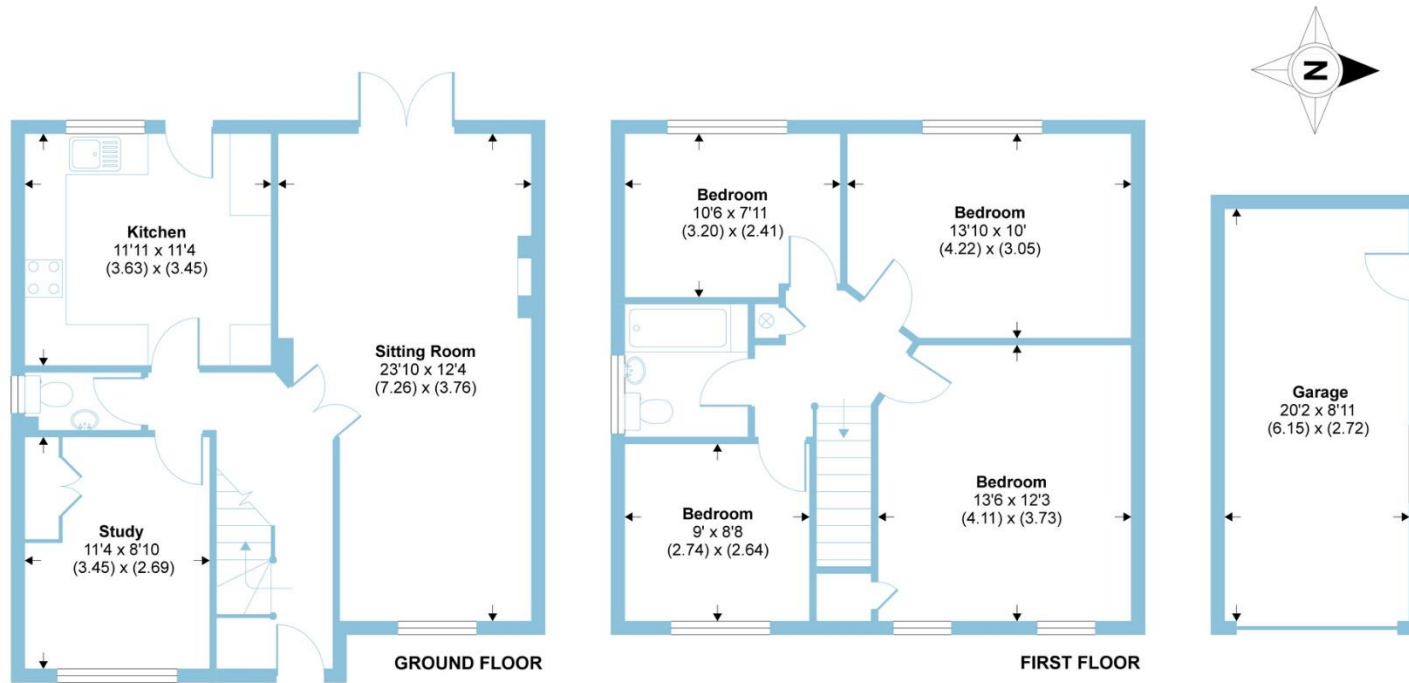 N
Kitchen
11'11 x 11'4
(3.63) x (3.45)
Sitting Room
23'10 x 12'4
(7.26) x (3.76)
Study
11'4 x 8'10
(3.45) x (2.69)
GROUND FLOOR
Bedroom
10'6 x 7'11
(3.20) x (2.41)
Bedroom
13'10 x 10'
(4.22) x (3.05)
Bedroom
9' x 8'8
(2.74) x (2.64)
Bedroom
13'6 x 12'3
(4.11) x (3.73)
FIRST FLOOR
Garage
20'2 x 8'11
(6.15) x (2.72)